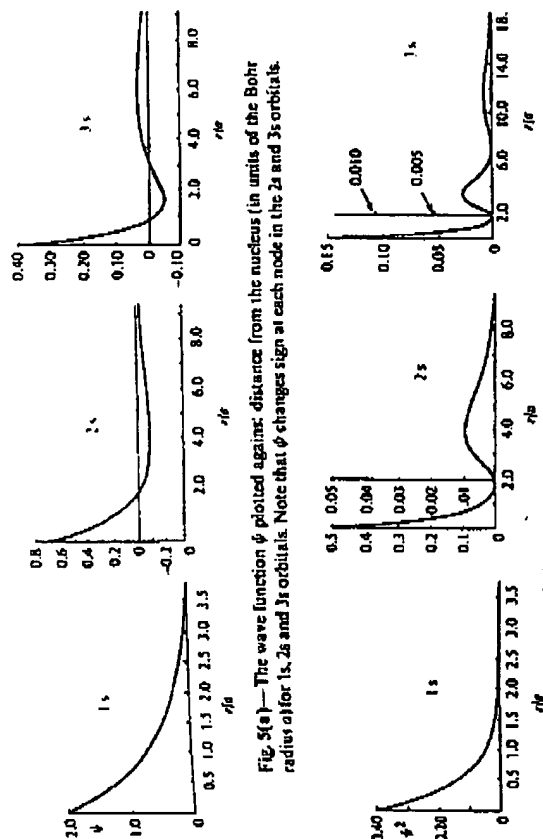 2.0
ψ
1.0
0
1s
0.5 1.0 1.5 2.0 2.5 3.0 3.5
r/a
0.8
0.6
0.4
0.2
0
-0.1
2s
2.0 4.0 6.0 8.0
r/a
0.40
0.20
0.10
0
-0.10
3s
0 2.0 4.0 6.0 8.0
r/a
Fig. 5(a)—The wave function ψ plotted against distance from the nucleus (in units of the Bohr
radius a) for 1s, 2s and 3s orbitals. Note that ψ changes sign at each node in the 2s and 3s orbitals.
0.40
ψ²
0.20
0
1s
0.5 1.0 1.5 2.0 2.5 3.0 3.5
r/a
0.5 0.05
0.4 0.04
0.3 0.03
0.2 0.02
0.1 .01
0
2s
2.0 4.0 6.0 8.0
r/a
0.15
0.10
0.05
0
0.010
0.005
3s
2.0 6.0 10.0 14.0 18.
r/a